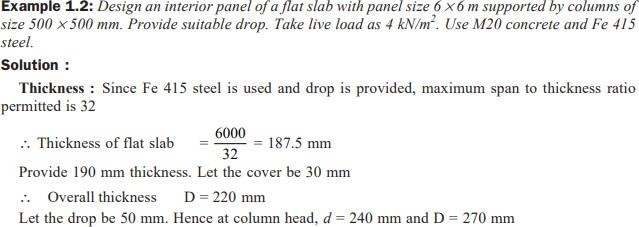 Example 1.2: Design an interior panel of a flat slab with panel size 6 × 6 m supported by columns of
size 500 × 500 mm. Provide suitable drop. Take live load as 4 kN/m². Use M20 concrete and Fe 415
steel.
Solution :
Thickness : Since Fe 415 steel is used and drop is provided, maximum span to thickness ratio
permitted is 32
∴ Thickness of flat slab = 6000/32 = 187.5 mm
Provide 190 mm thickness. Let the cover be 30 mm
∴ Overall thickness D = 220 mm
Let the drop be 50 mm. Hence at column head, d = 240 mm and D = 270 mm